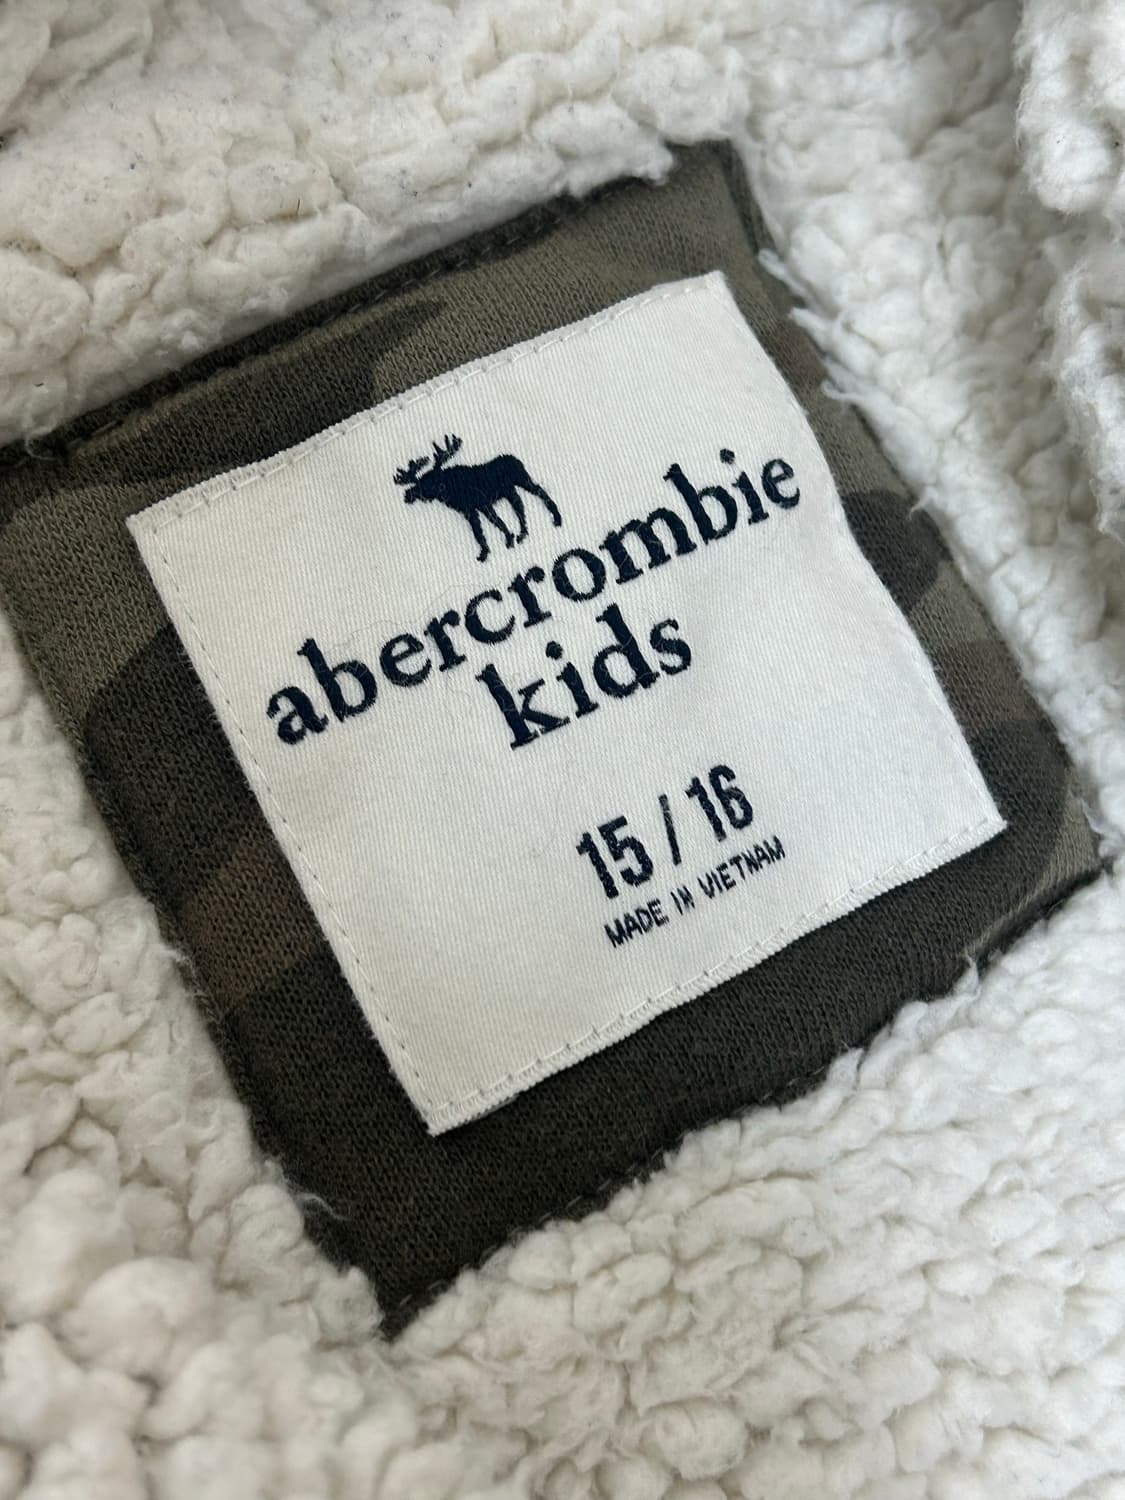 abercrombie
kids
15 / 16
MADE IN VIETNAM